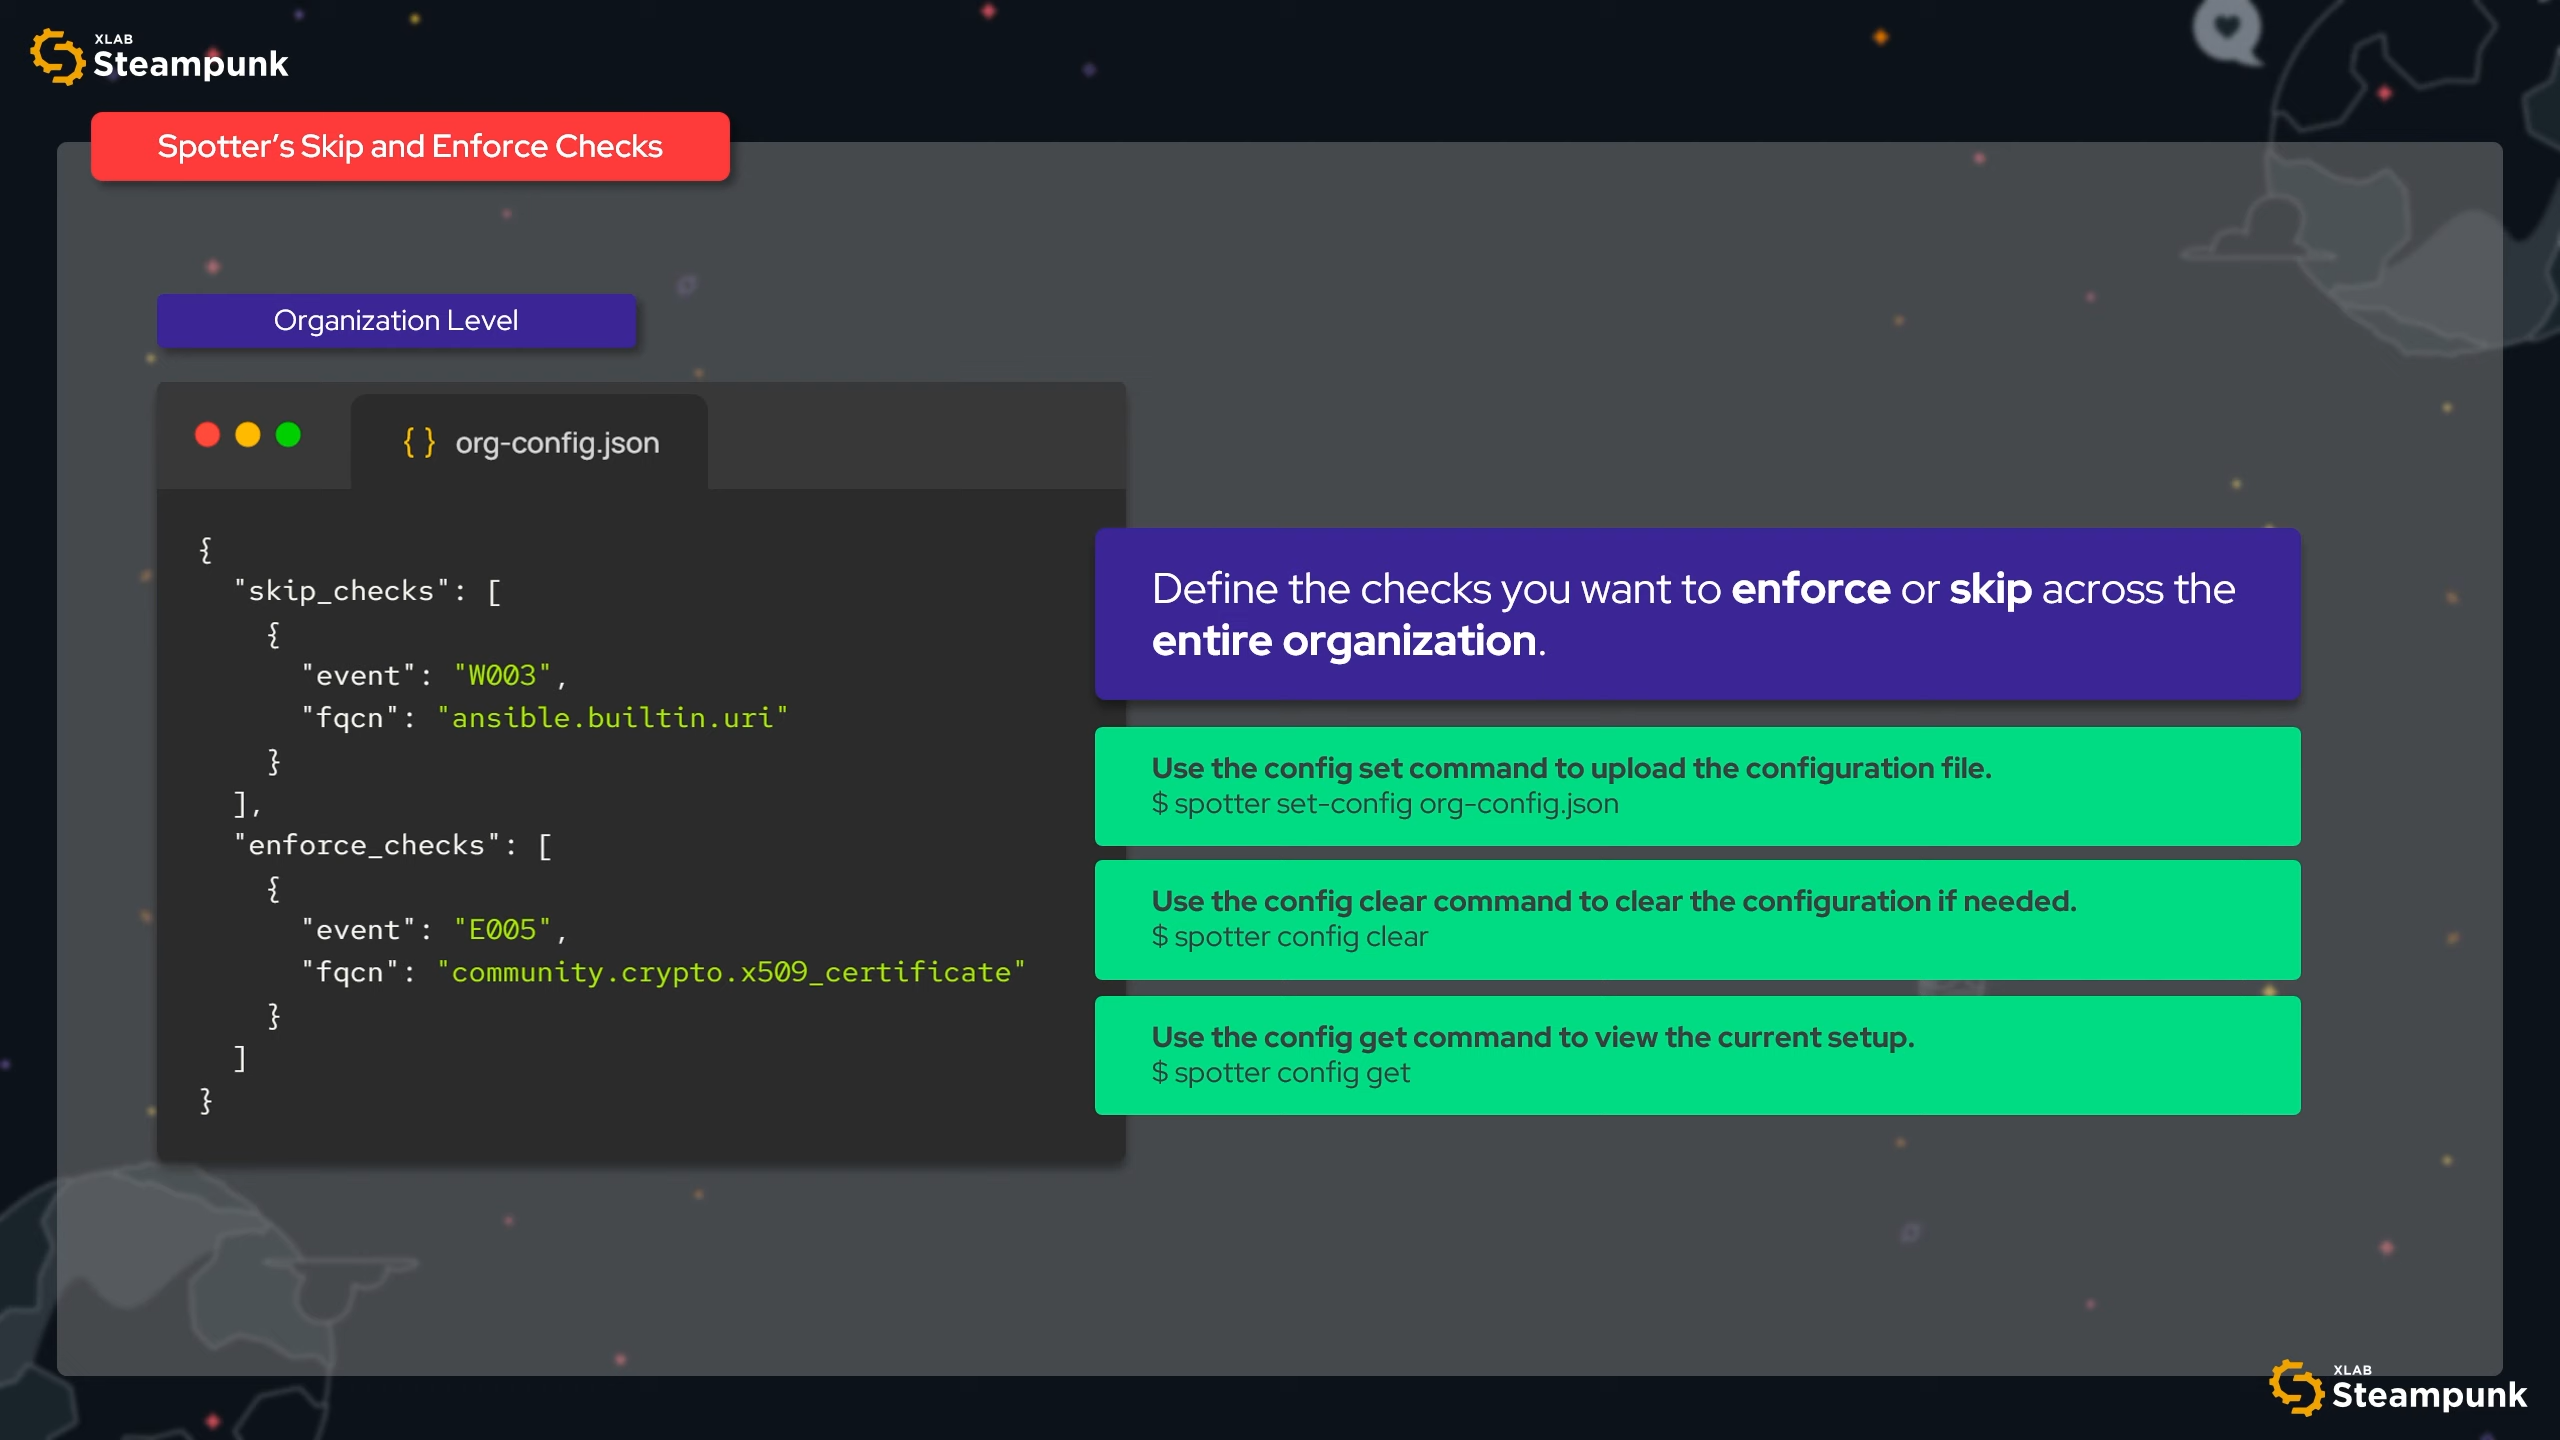 XLAB
Steampunk
Spotter’s Skip and Enforce Checks
Organization Level
{ } org-config.json
{
"skip_checks": [
{
"event": "W003",
"fqcn": "ansible.builtin.uri"
}
],
"enforce_checks": [
{
"event": "E005",
"fqcn": "community.crypto.x509_certificate"
}
]
}
Define the checks you want to enforce or skip across the
entire organization.
Use the config set command to upload the configuration file.
$ spotter set-config org-config.json
Use the config clear command to clear the configuration if needed.
$ spotter config clear
Use the config get command to view the current setup.
$ spotter config get
XLAB
Steampunk